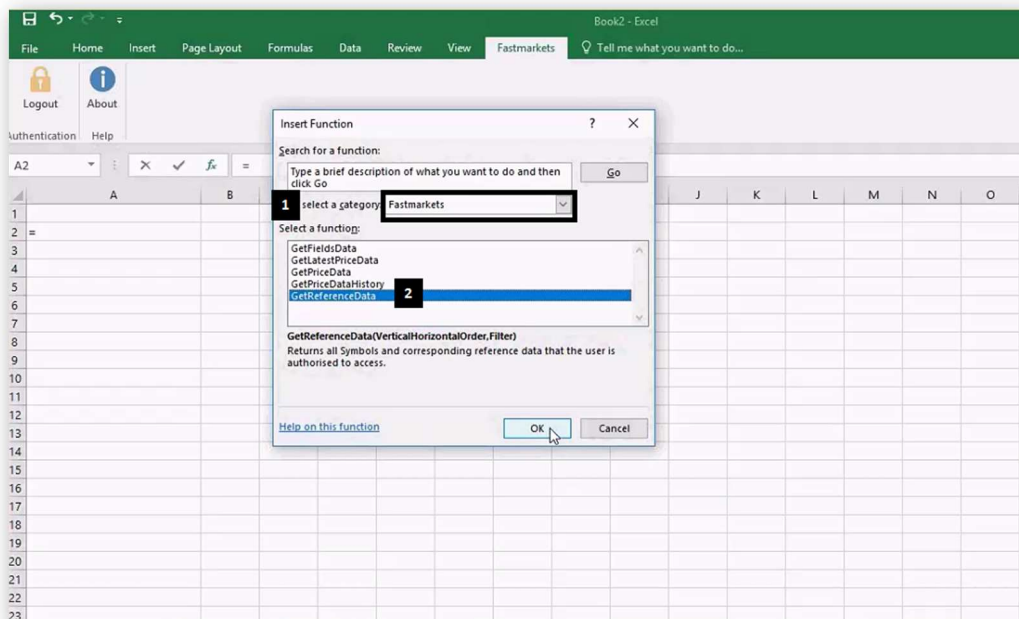 Book2 - Excel
File Home Insert Page Layout Formulas Data Review View Fastmarkets Tell me what you want to do...
Logout About
Authentication Help
A2 fx =
A B J K L M N O
1
2 =
3
4
5
6
7
8
9
10
11
12
13
14
15
16
17
18
19
20
21
22
23
Insert Function ?
Search for a function:
Type a brief description of what you want to do and then
click Go
Go
1 select a category: Fastmarkets
Select a function:
GetFieldsData
GetLatestPriceData
GetPriceData
GetPriceDataHistory
GetReferenceData 2
GetReferenceData(VerticalHorizontalOrder,Filter)
Returns all Symbols and corresponding reference data that the user is
authorised to access.
Help on this function OK Cancel